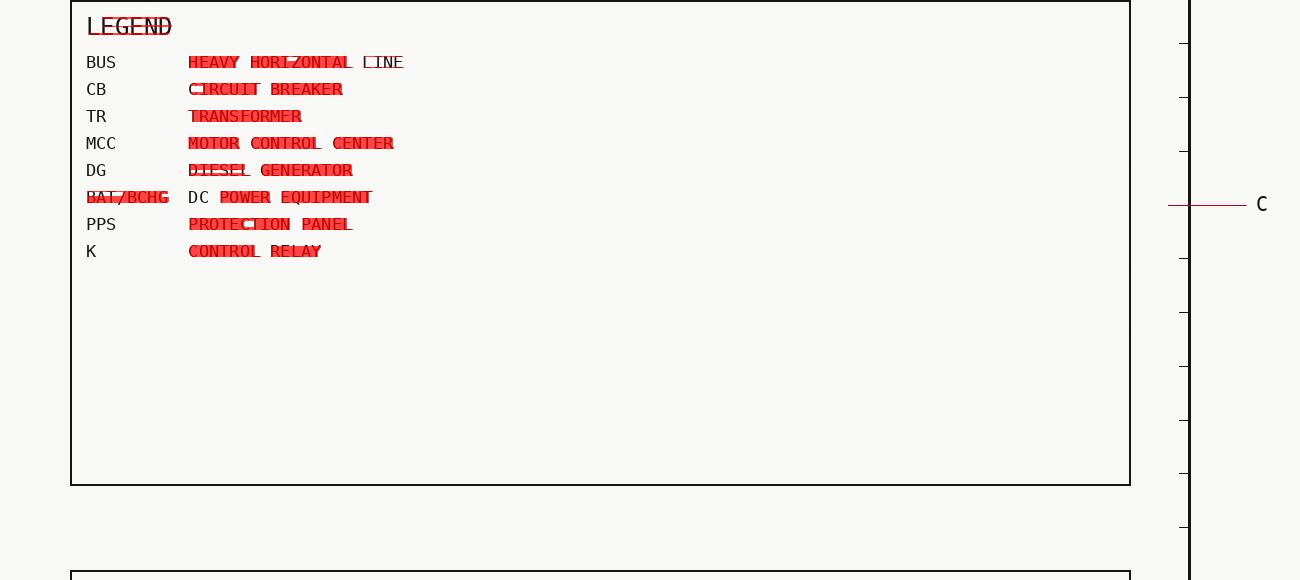 LEGEND
BUS HEAVY HORIZONTAL LINE
CB CIRCUIT BREAKER
TR TRANSFORMER
MCC MOTOR CONTROL CENTER
DG DIESEL GENERATOR
BAT/BCHG DC POWER EQUIPMENT
PPS PROTECTION PANEL
K CONTROL RELAY
C